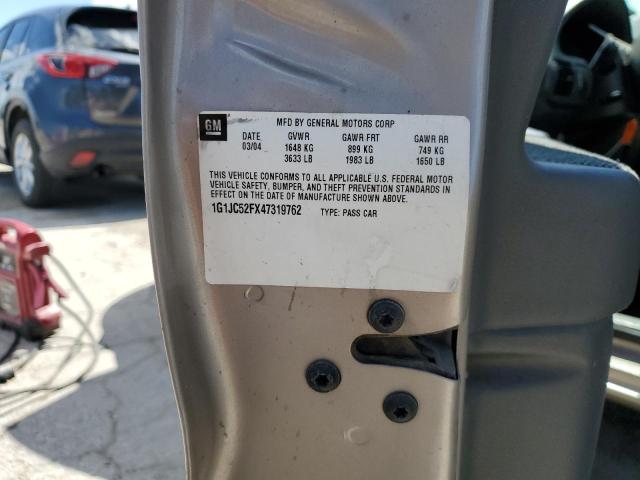 GM
MFD BY GENERAL MOTORS CORP
DATE GVWR GAWR FRT GAWR RR
03/04 1648 KG 899 KG 749 KG
3633 LB 1983 LB 1650 LB
THIS VEHICLE CONFORMS TO ALL APPLICABLE U.S. FEDERAL MOTOR
VEHICLE SAFETY, BUMPER, AND THEFT PREVENTION STANDARDS IN
EFFECT ON THE DATE OF MANUFACTURE SHOWN ABOVE.
1G1JC52FX47319762 TYPE: PASS CAR